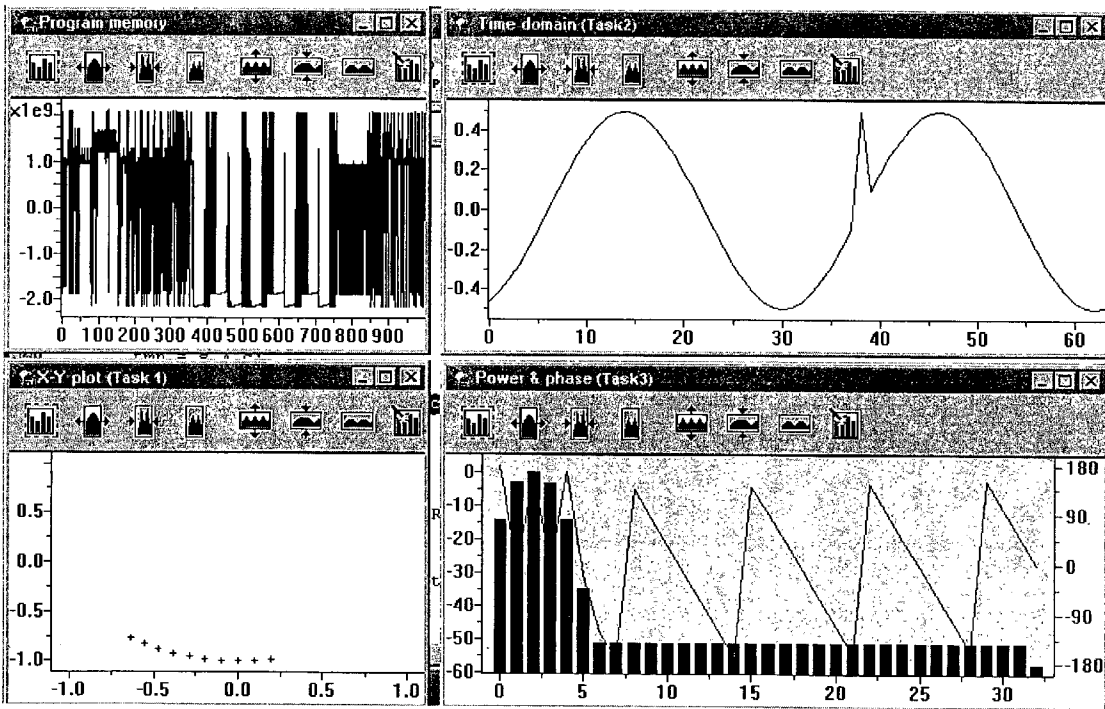 Program memory
×1e9
1.0
0.0
-1.0
-2.0
0 100 200 300 400 500 600 700 800 900
Time domain (Task2)
0.4
0.2
0.0
-0.2
-0.4
0 10 20 30 40 50 60
X-Y plot (Task 1)
0.5
0.0
-0.5
-1.0
-1.0 -0.5 0.0 0.5 1.0
Power & phase (Task3)
0 180
-10
-20 90
-30 0
-40
-50 -90
-60 -180
0 5 10 15 20 25 30
P
R
t